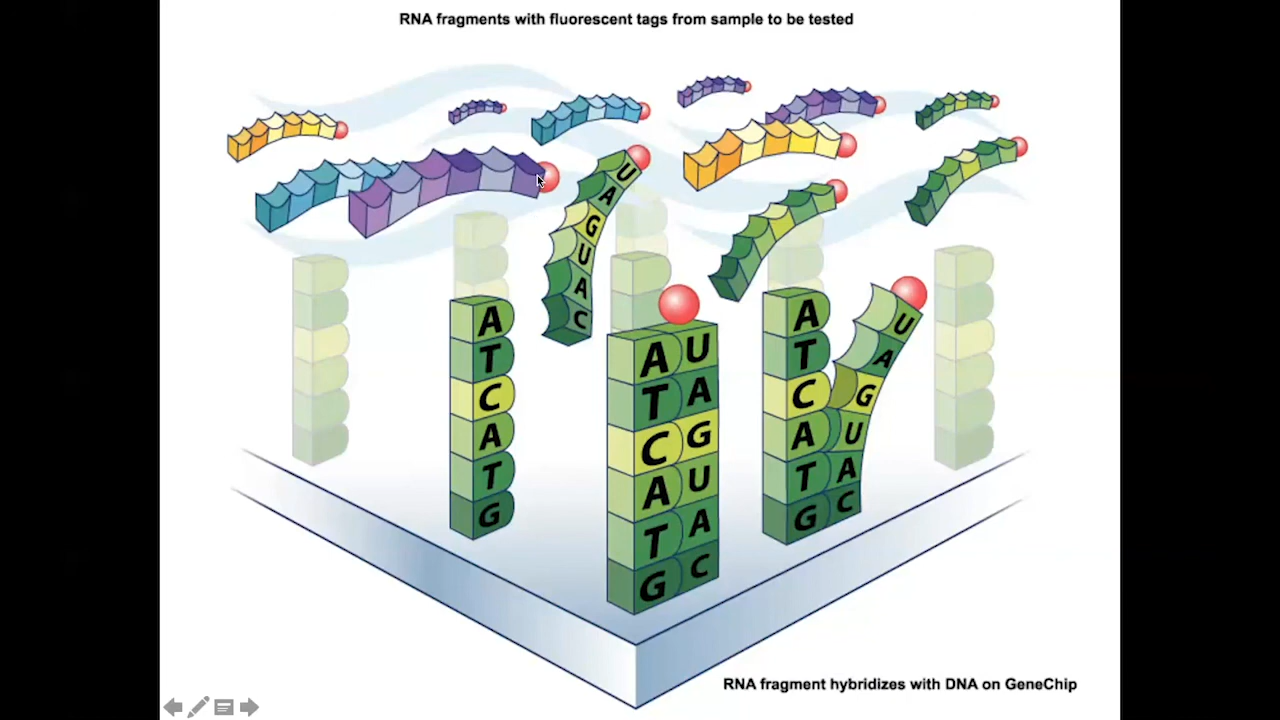 RNA fragments with fluorescent tags from sample to be tested
U
A
G
U
A
C
A
T
C
A
T
G
A U
T A
C G
A U
T A
G C
A U
T A
C G
A U
T A
G C
RNA fragment hybridizes with DNA on GeneChip